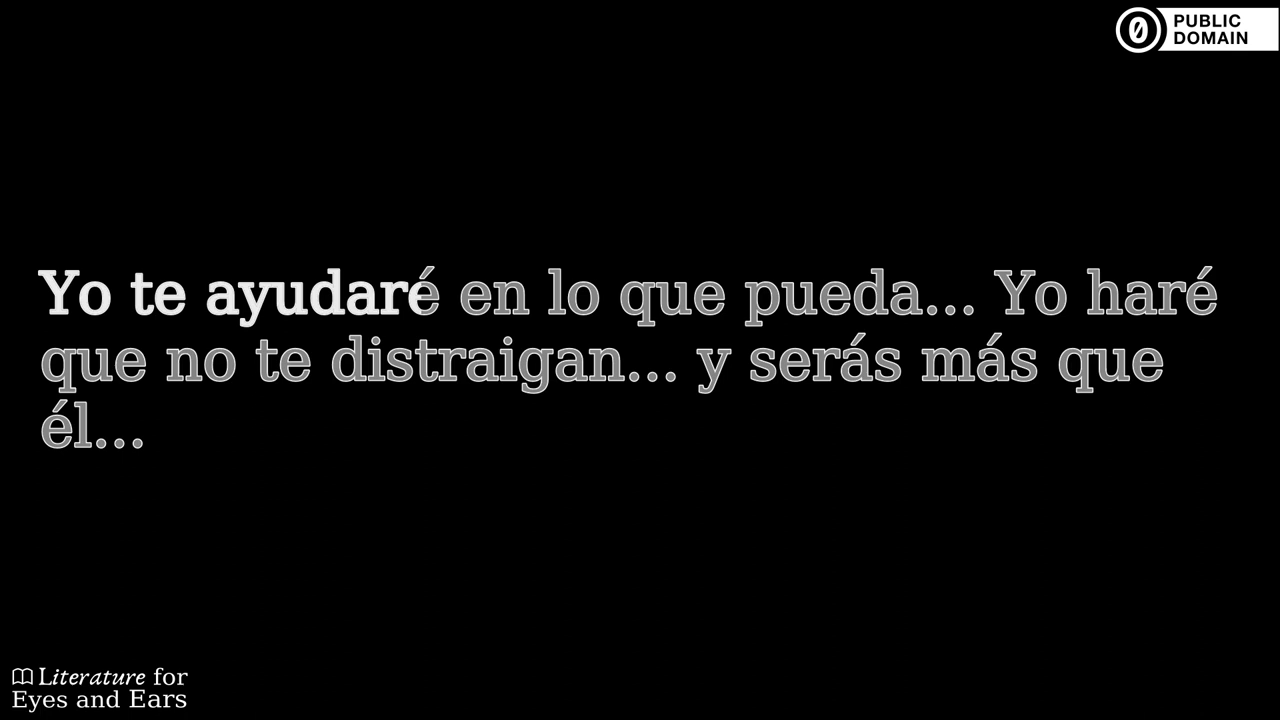 PUBLIC
DOMAIN
Yo te ayudaré en lo que pueda... Yo haré
que no te distraigan... y serás más que
él...
Literature for
Eyes and Ears